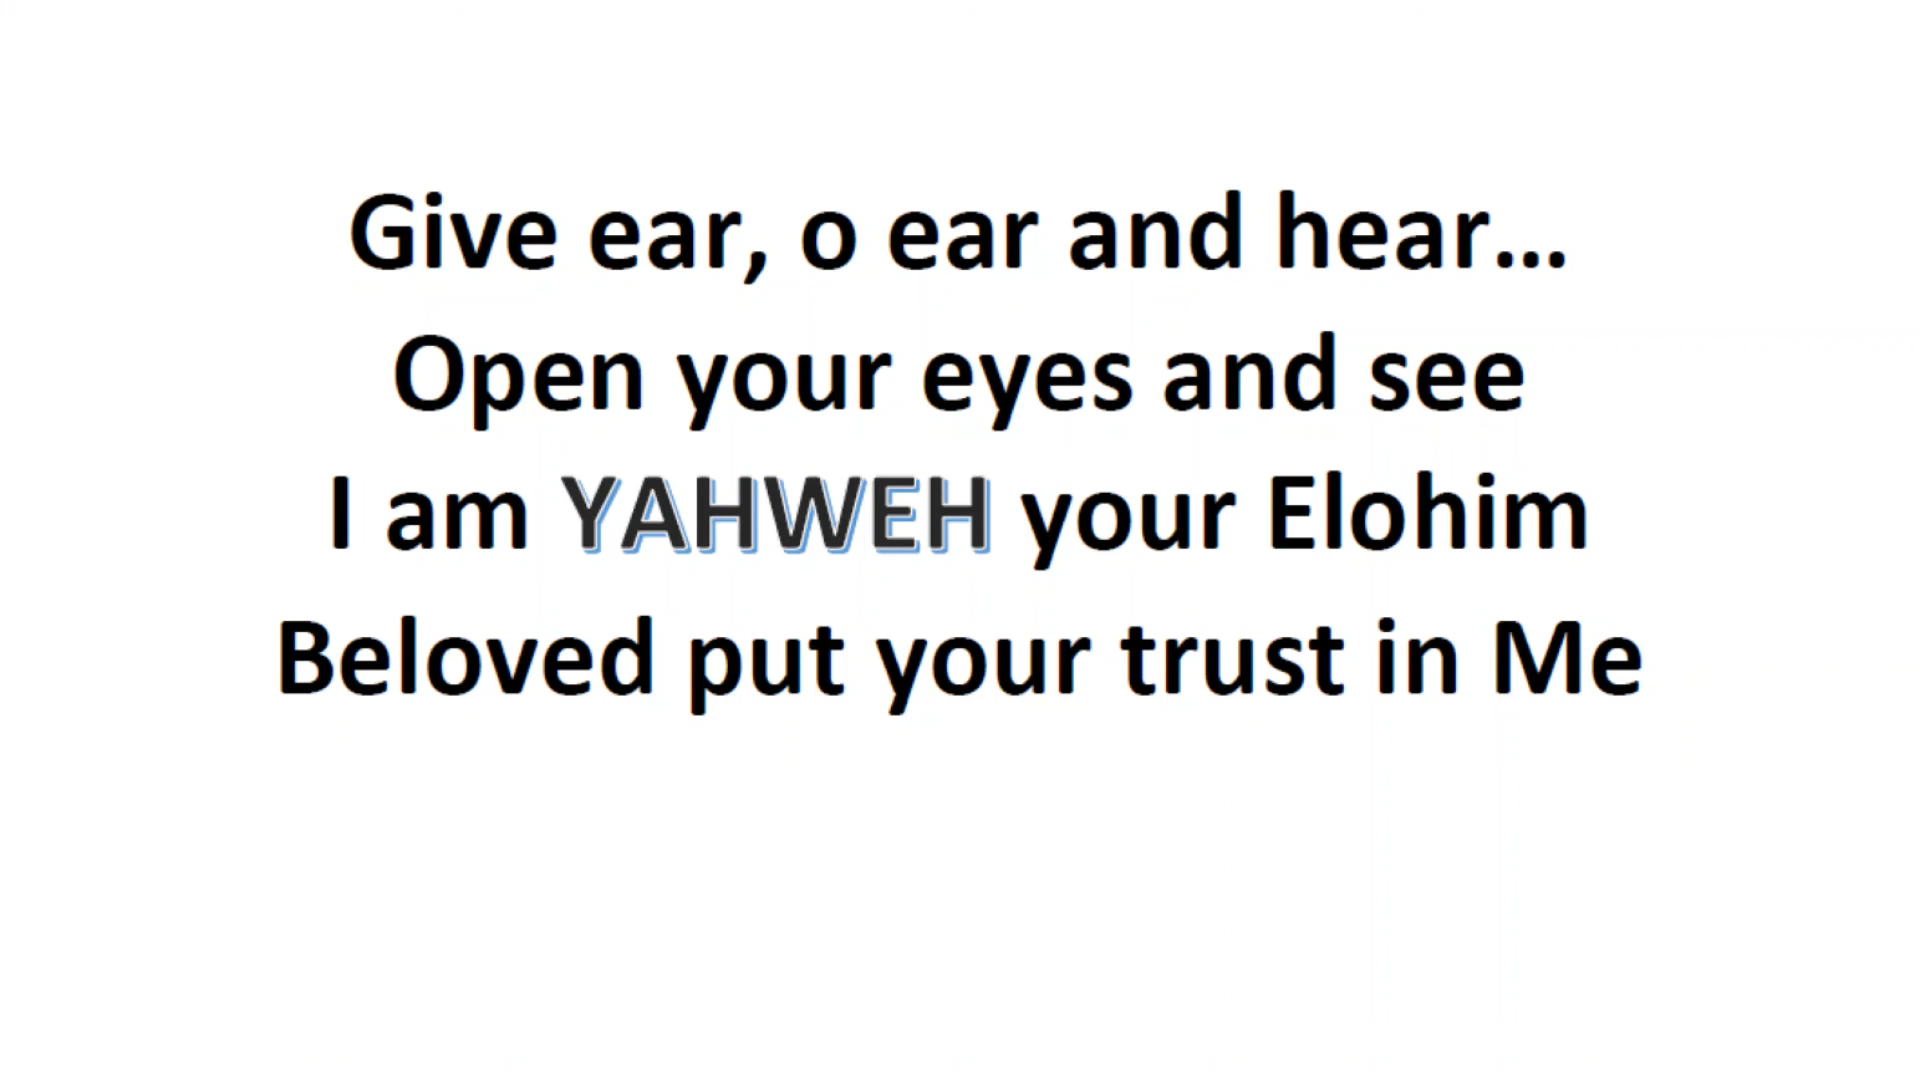 Give ear, o ear and hear...
Open your eyes and see
I am YAHWEH your Elohim
Beloved put your trust in Me